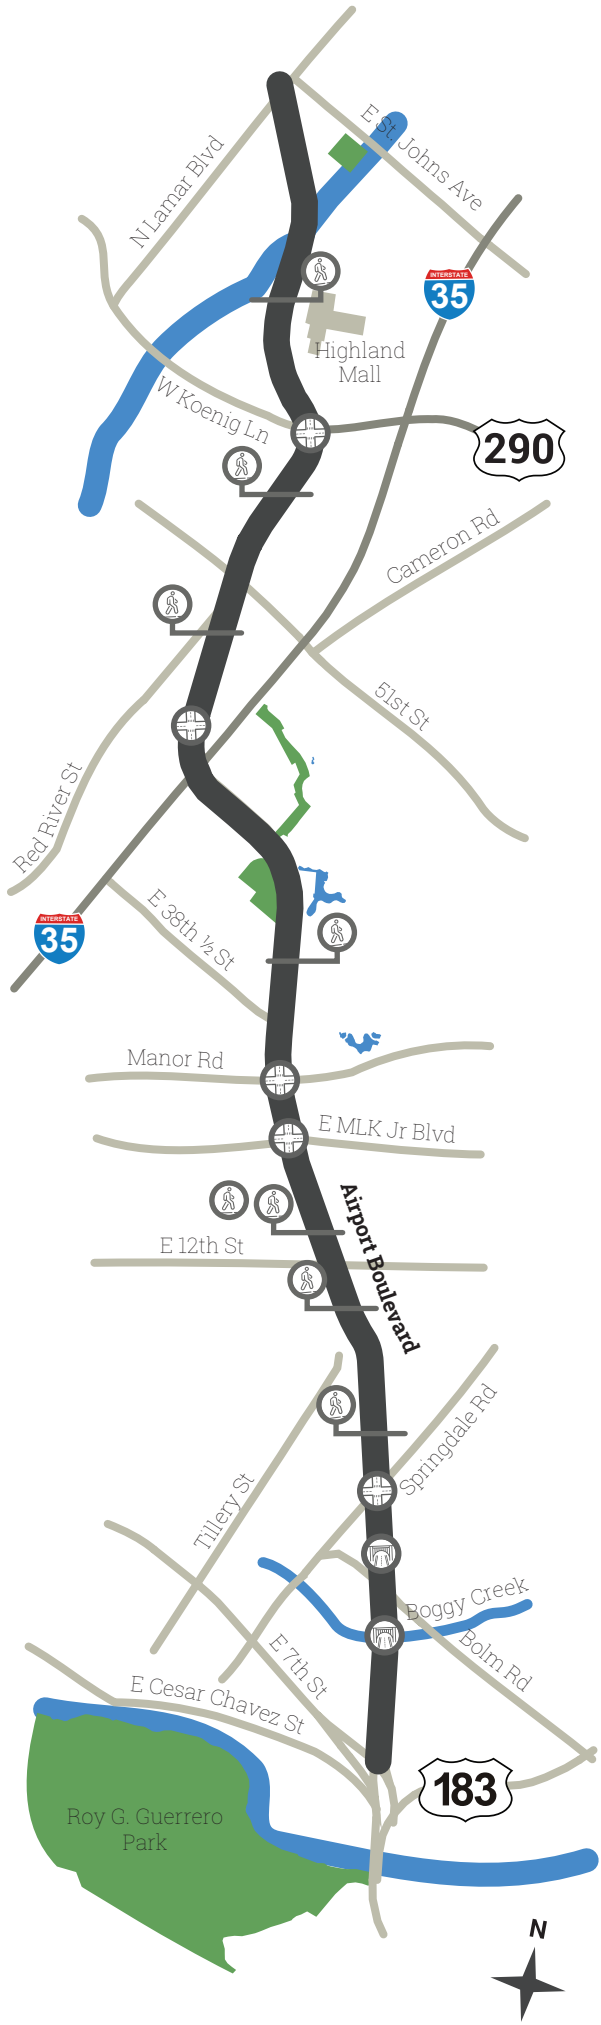 E St. Johns Ave
N Lamar Blvd
INTERSTATE
35
Highland
Mall
W Koenig Ln
290
Cameron Rd
51st St
Red River St
E 38th ½ St
INTERSTATE
35
Manor Rd
E MLK Jr Blvd
Airport Boulevard
E 12th St
Springdale Rd
Tillery St
Boggy Creek
Bolm Rd
E 7th St
E Cesar Chavez St
183
Roy G. Guerrero
Park
N